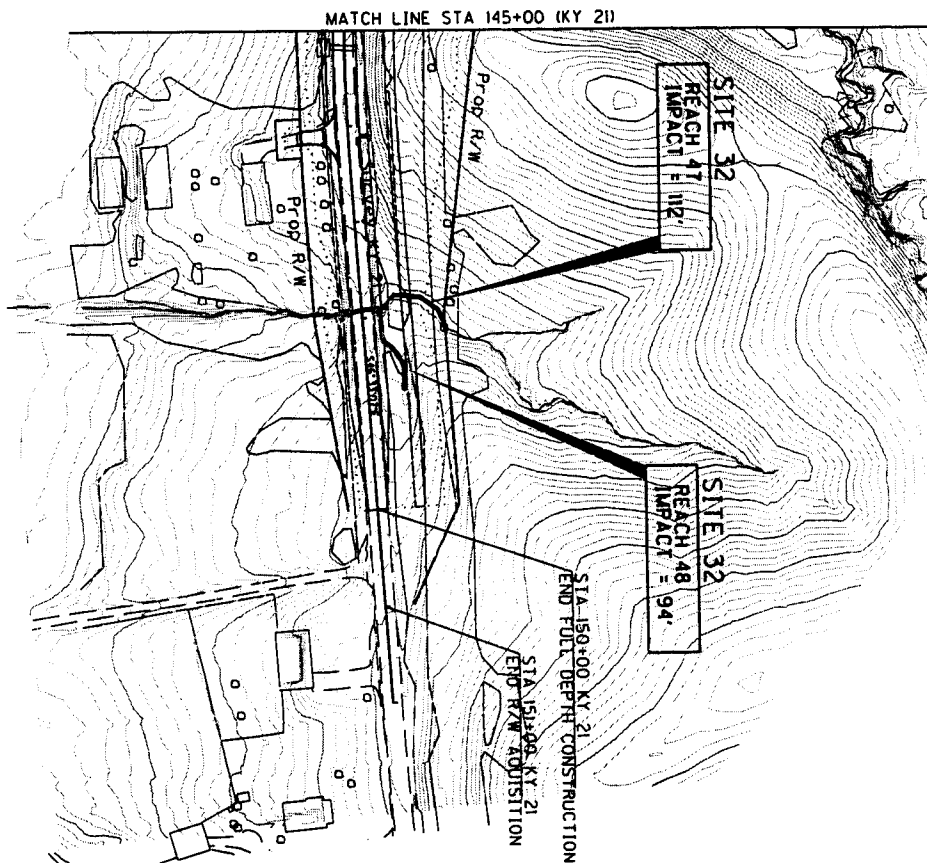 MATCH LINE STA 145+00 (KY 21)
SITE 32
REACH 47
IMPACT = 112'
Prop R/W
Prop R/W
SITE 32
REACH 48
IMPACT = 94'
STA 150+00 KY 21
END FULL DEPTH CONSTRUCTION
STA 151+00 KY 21
END R/W AQUISITION